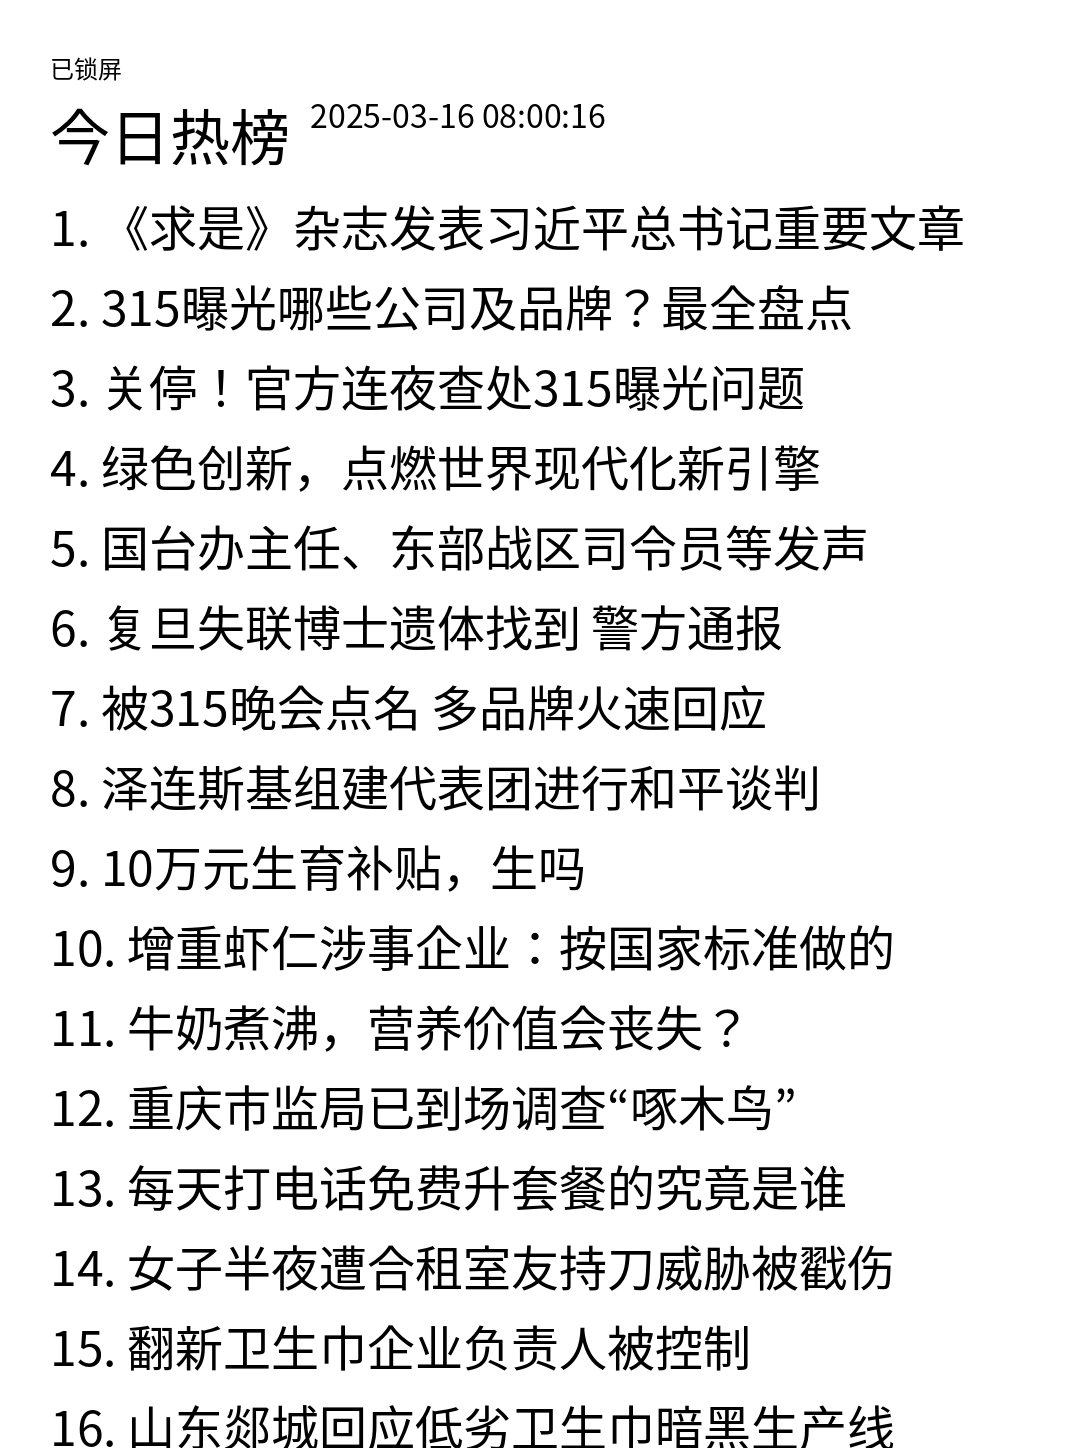 已锁屏
今日热榜 2025-03-16 08:00:16
1. 《求是》杂志发表习近平总书记重要文章
2. 315曝光哪些公司及品牌？最全盘点
3. 关停！官方连夜查处315曝光问题
4. 绿色创新，点燃世界现代化新引擎
5. 国台办主任、东部战区司令员等发声
6. 复旦失联博士遗体找到 警方通报
7. 被315晚会点名 多品牌火速回应
8. 泽连斯基组建代表团进行和平谈判
9. 10万元生育补贴，生吗
10. 增重虾仁涉事企业：按国家标准做的
11. 牛奶煮沸，营养价值会丧失？
12. 重庆市监局已到场调查“啄木鸟”
13. 每天打电话免费升套餐的究竟是谁
14. 女子半夜遭合租室友持刀威胁被戳伤
15. 翻新卫生巾企业负责人被控制
16. 山东郯城回应低劣卫生巾暗黑生产线